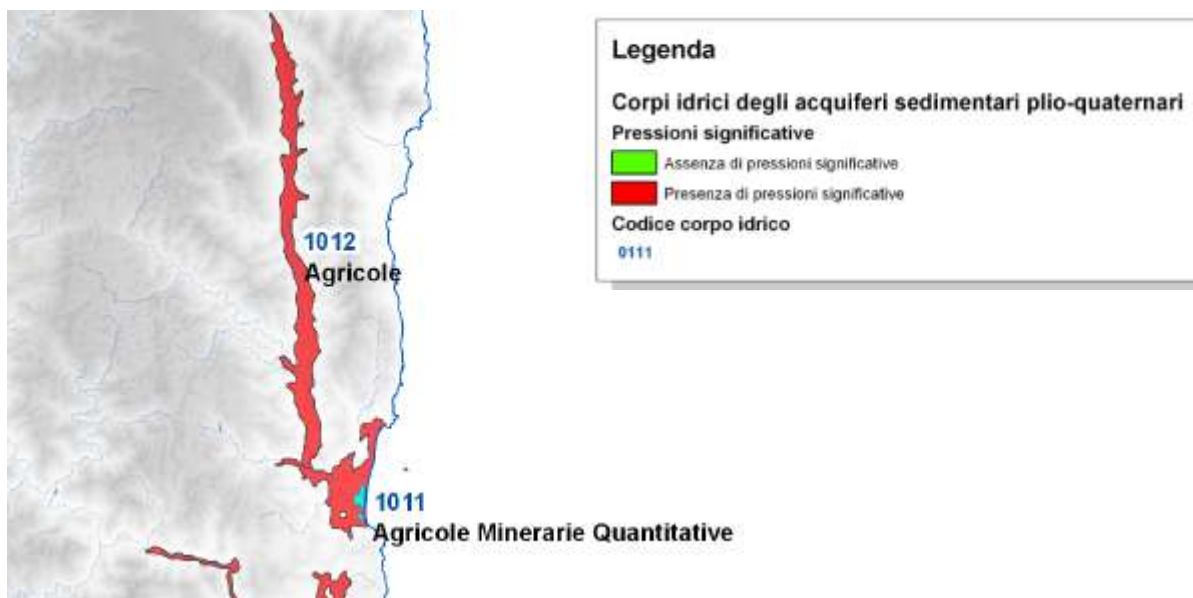 Legenda
Corpi idrici degli acquiferi sedimentari plio-quaternari
Pressioni significative
Assenza di pressioni significative
Presenza di pressioni significative
Codice corpo idrico
0111
1012
Agricole
1011
Agricole Minerarie Quantitative